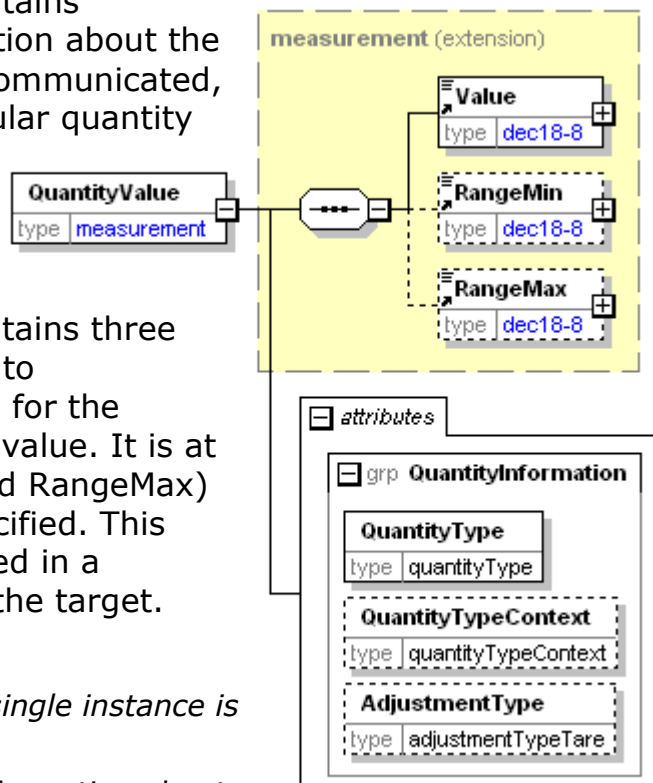 tains
tion about the
ommunicated,
ular quantity
measurement (extension)
Value
type dec18-8
QuantityValue
type measurement
RangeMin
type dec18-8
RangeMax
type dec18-8
tains three
to
for the
value. It is at
d RangeMax)
cified. This
ed in a
the target.
single instance is
attributes
grp QuantityInformation
QuantityType
type quantityType
QuantityTypeContext
type quantityTypeContext
AdjustmentType
type adjustmentTypeTare